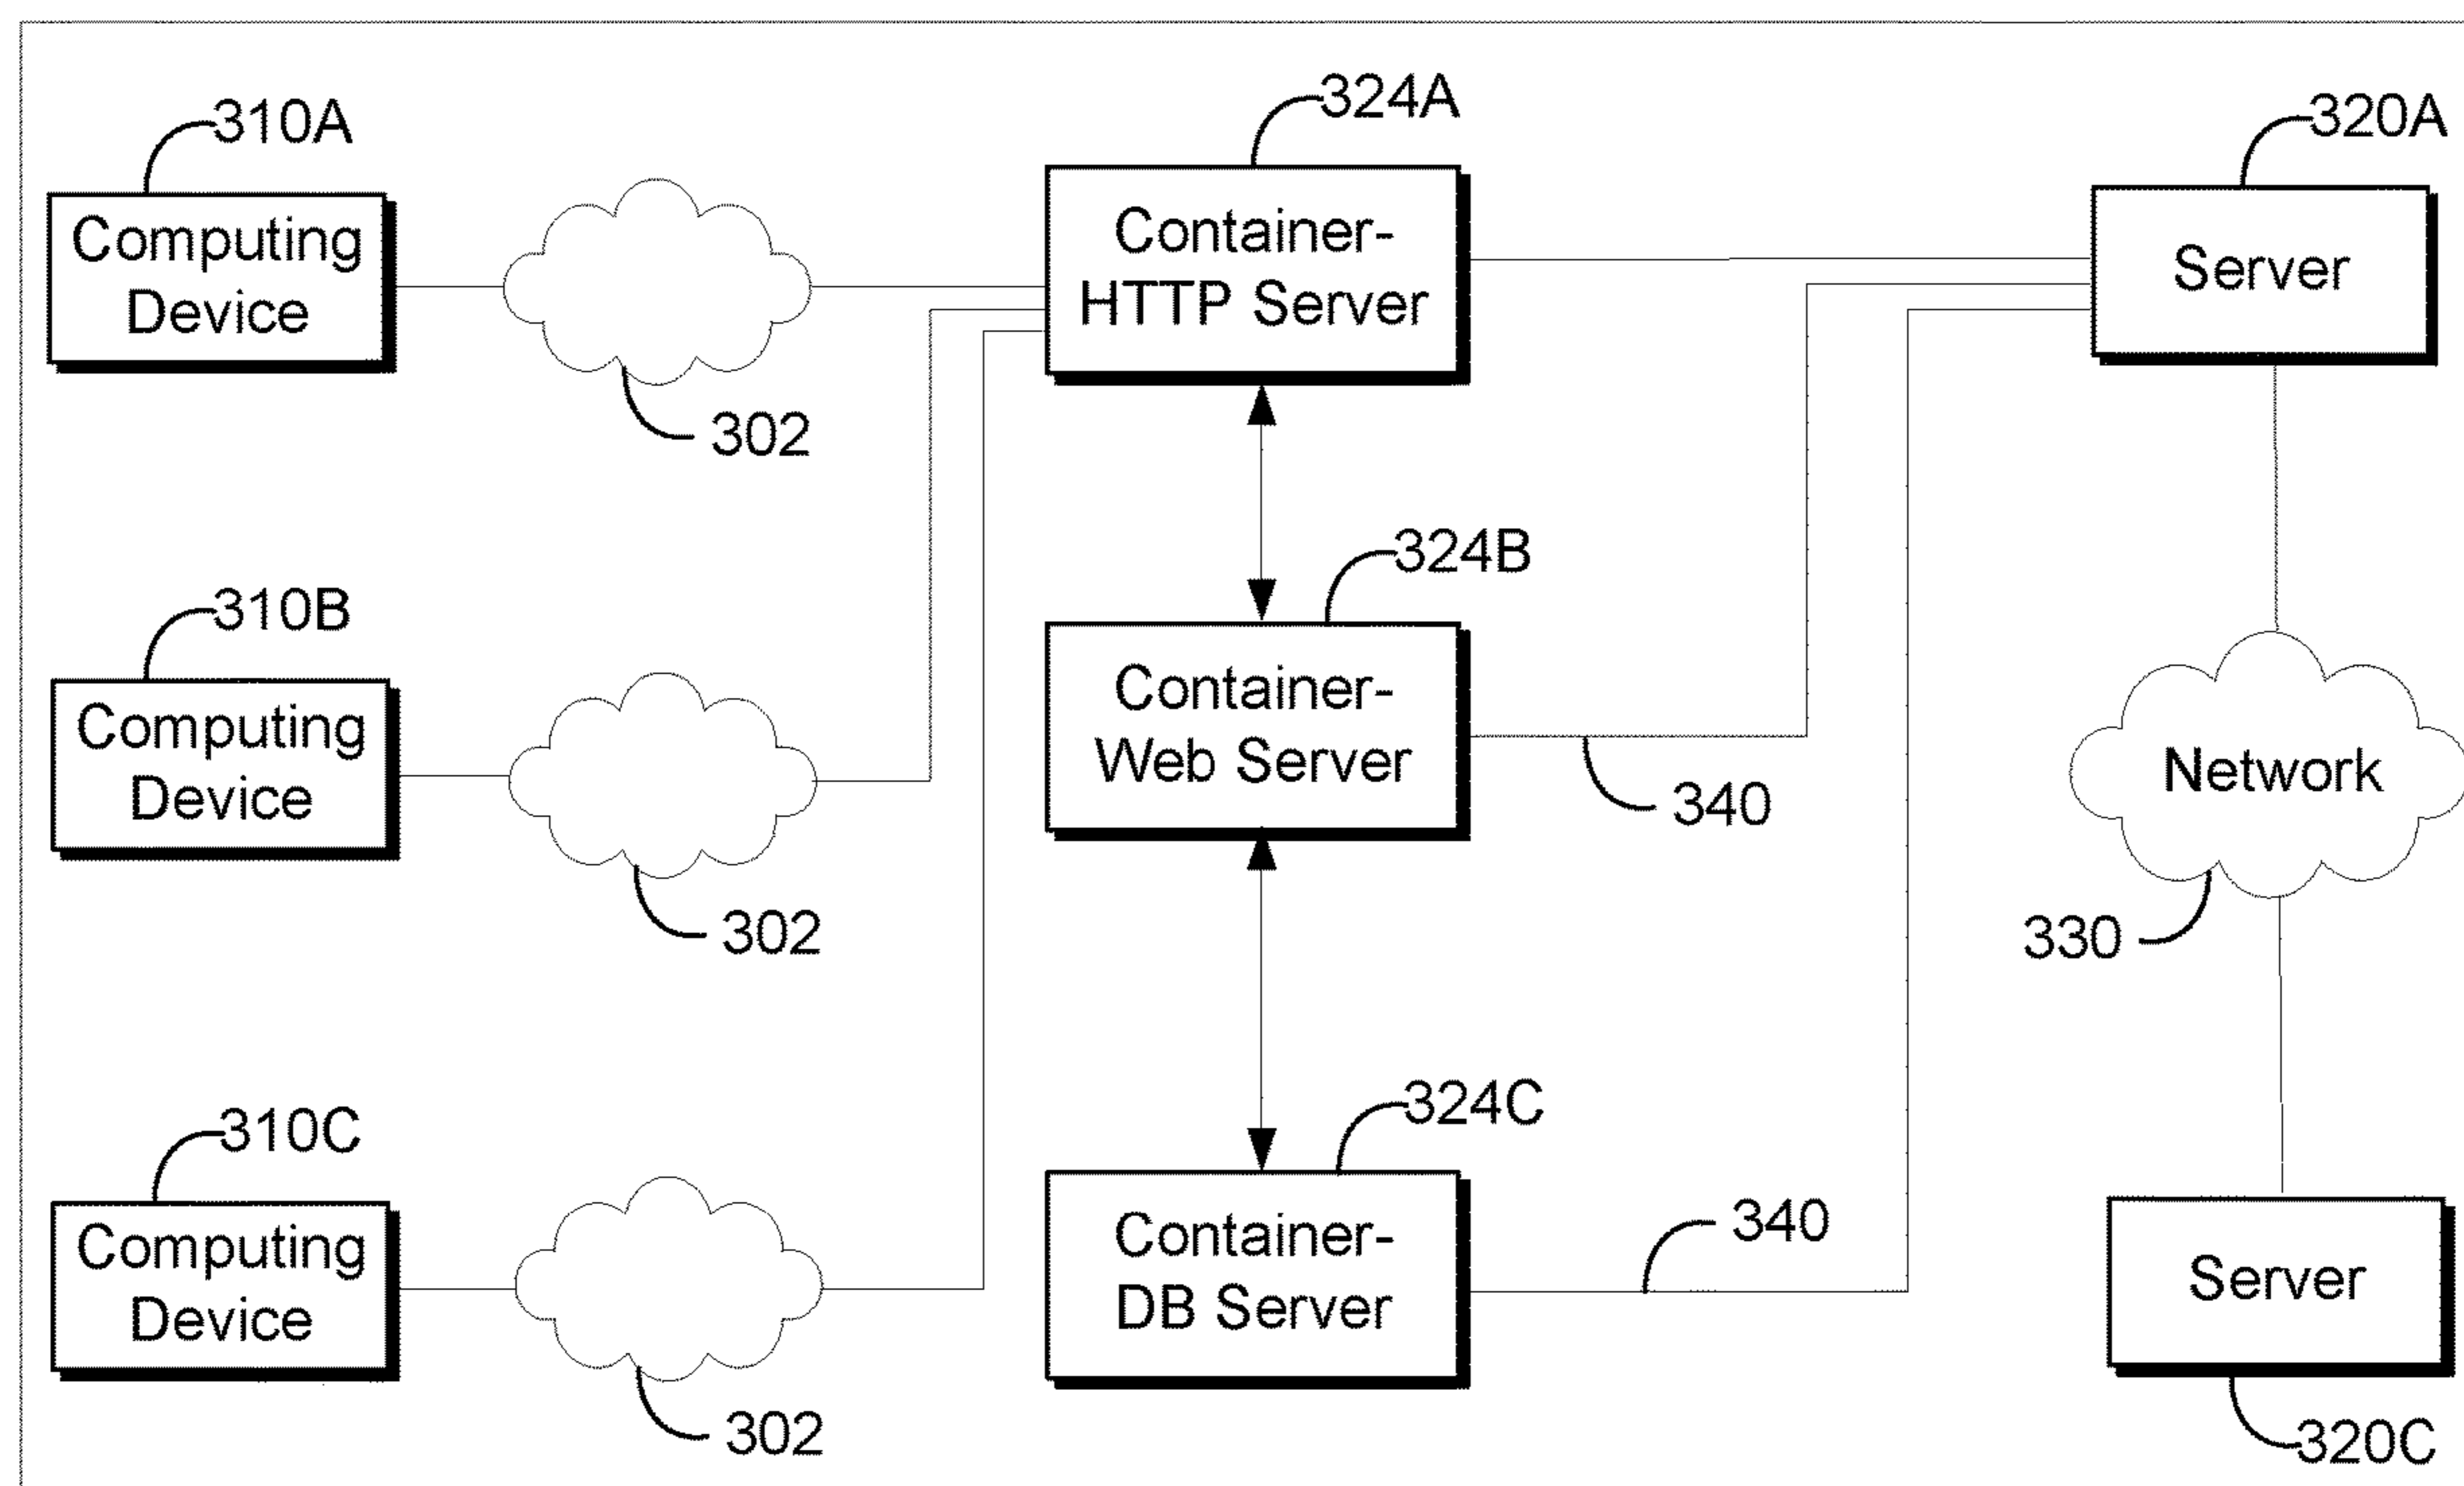 310A
324A
320A
Computing
Device
Container-
HTTP Server
Server
302
310B
324B
Computing
Device
Container-
Web Server
340
Network
302
330
310C
324C
Computing
Device
Container-
DB Server
340
Server
302
320C